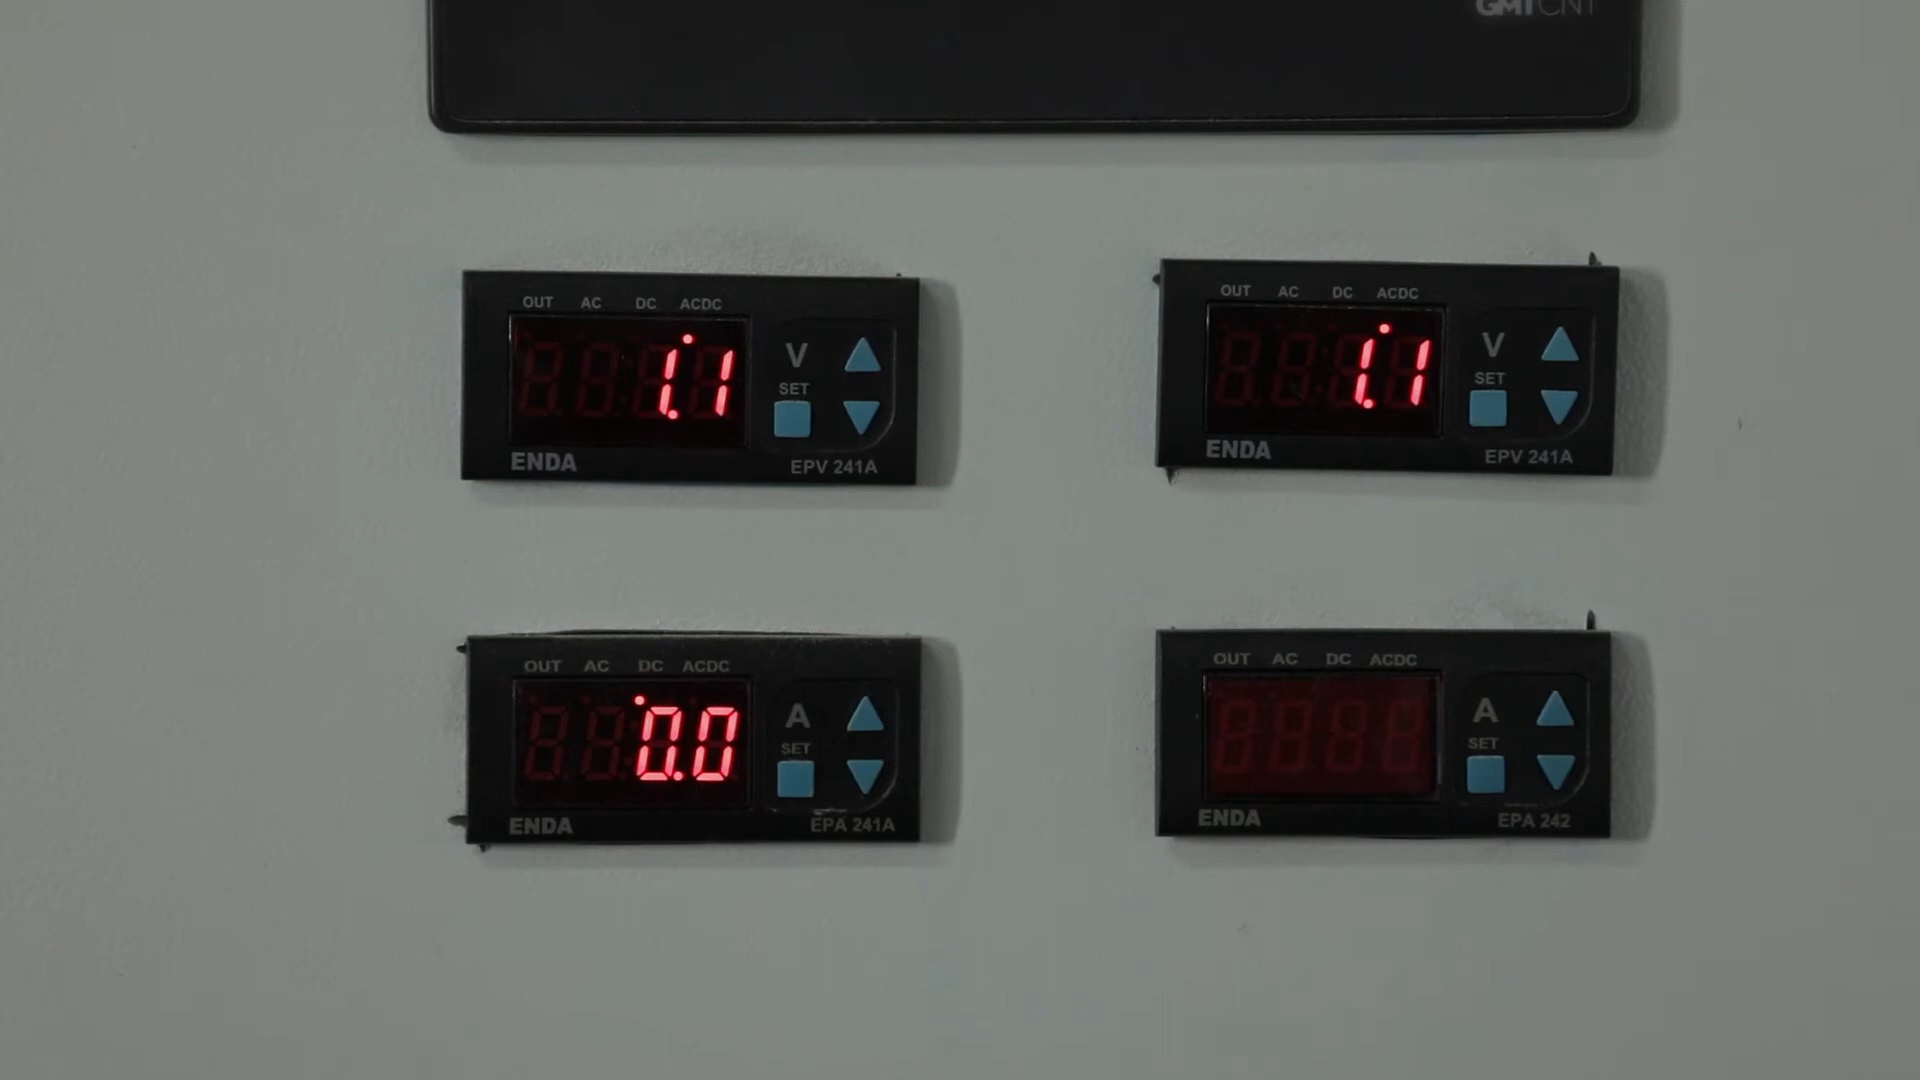 GMTCNT
OUT AC DC ACDC
1.1
V
SET
ENDA
EPV 241A
OUT AC DC ACDC
1.1
V
SET
ENDA
EPV 241A
OUT AC DC ACDC
0.0
A
SET
ENDA
EPA 241A
OUT AC DC ACDC
A
SET
ENDA
EPA 242